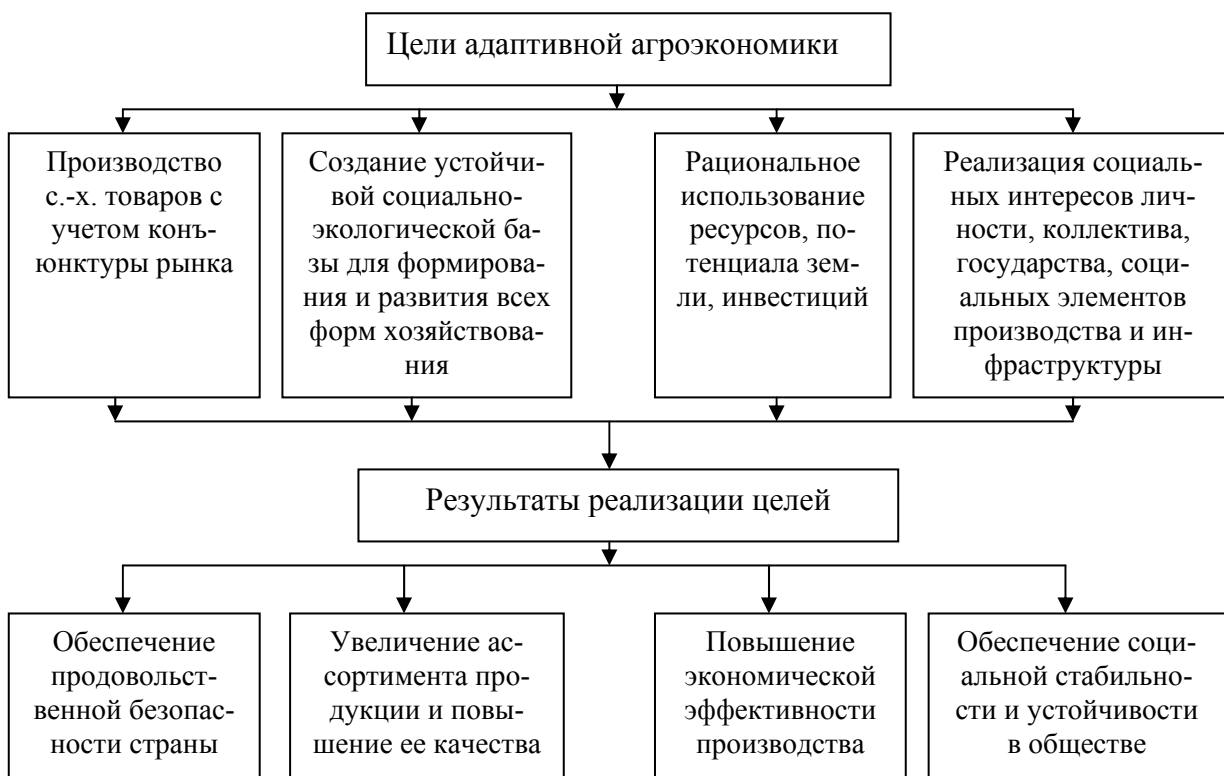 Цели адаптивной агроэкономики
Производство
с.-х. товаров с
учетом конъ-
юнктуры рынка
Создание устойчи-
вой социально-
экологической ба-
зы для формирова-
ния и развития всех
форм хозяйствова-
ния
Рациональное
использование
ресурсов, по-
тенциала зем-
ли, инвестиций
Реализация социаль-
ных интересов лич-
ности, коллектива,
государства, соци-
альных элементов
производства и ин-
фраструктуры
Результаты реализации целей
Обеспечение
продовольст-
венной безопас-
ности страны
Увеличение ас-
сортимента про-
дукции и повы-
шение ее качества
Повышение
экономической
эффективности
производства
Обеспечение соци-
альной стабильно-
сти и устойчивости
в обществе